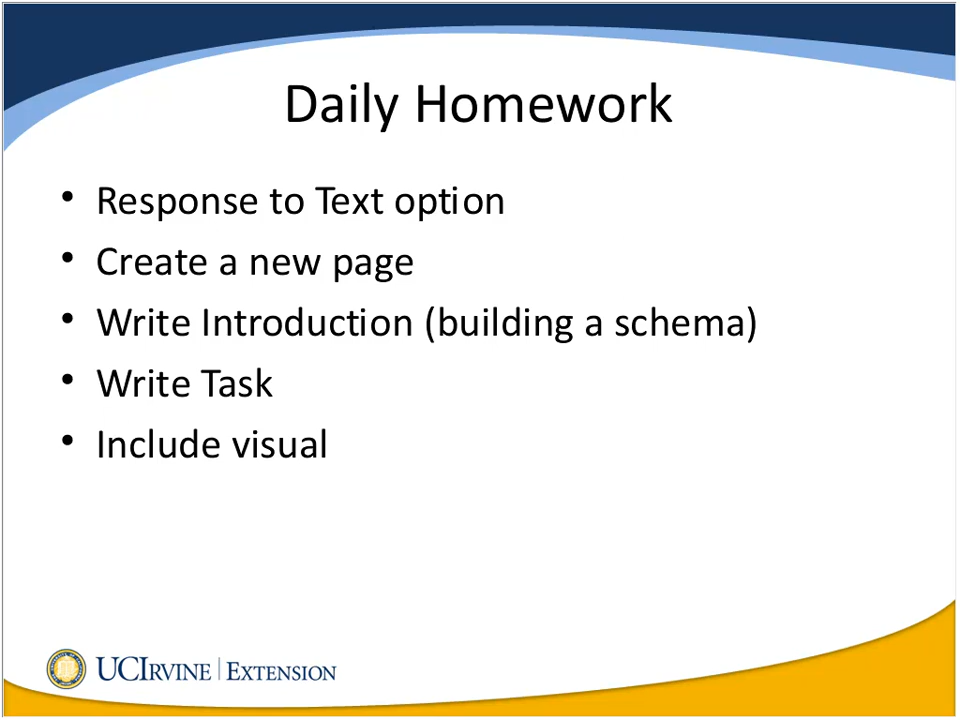 Daily Homework
• Response to Text option
• Create a new page
• Write Introduction (building a schema)
• Write Task
• Include visual
UCIRVINE | EXTENSION